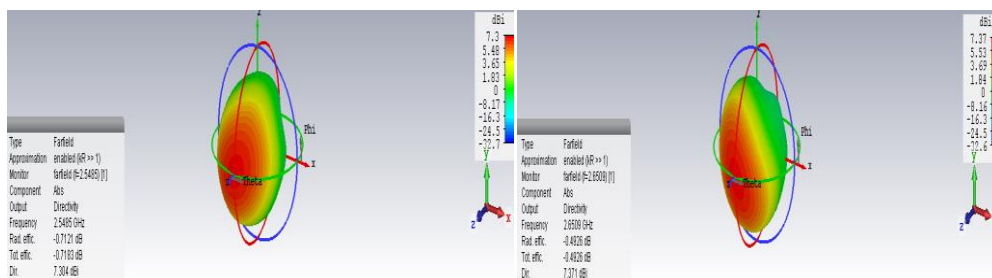 z
dBi
7.3
5.48
3.65
1.83
0
-8.17
-16.3
-24.5
-32.7
Phi
x
Theta
z
y
x
z
Type Farfield
Approximation enabled (kR >> 1)
Monitor farfield (f=2.5485) [1]
Component Abs
Output Directivity
Frequency 2.5485 GHz
Rad. effic. -0.7121 dB
Tot. effic. -0.7183 dB
Dir. 7.304 dBi
dBi
7.37
5.53
3.69
1.84
0
-8.16
-16.3
-24.5
-32.6
Phi
x
Theta
y
x
z
Type Farfield
Approximation enabled (kR >> 1)
Monitor farfield (f=2.6509) [1]
Component Abs
Output Directivity
Frequency 2.6509 GHz
Rad. effic. -0.4926 dB
Tot. effic. -0.4926 dB
Dir. 7.371 dBi